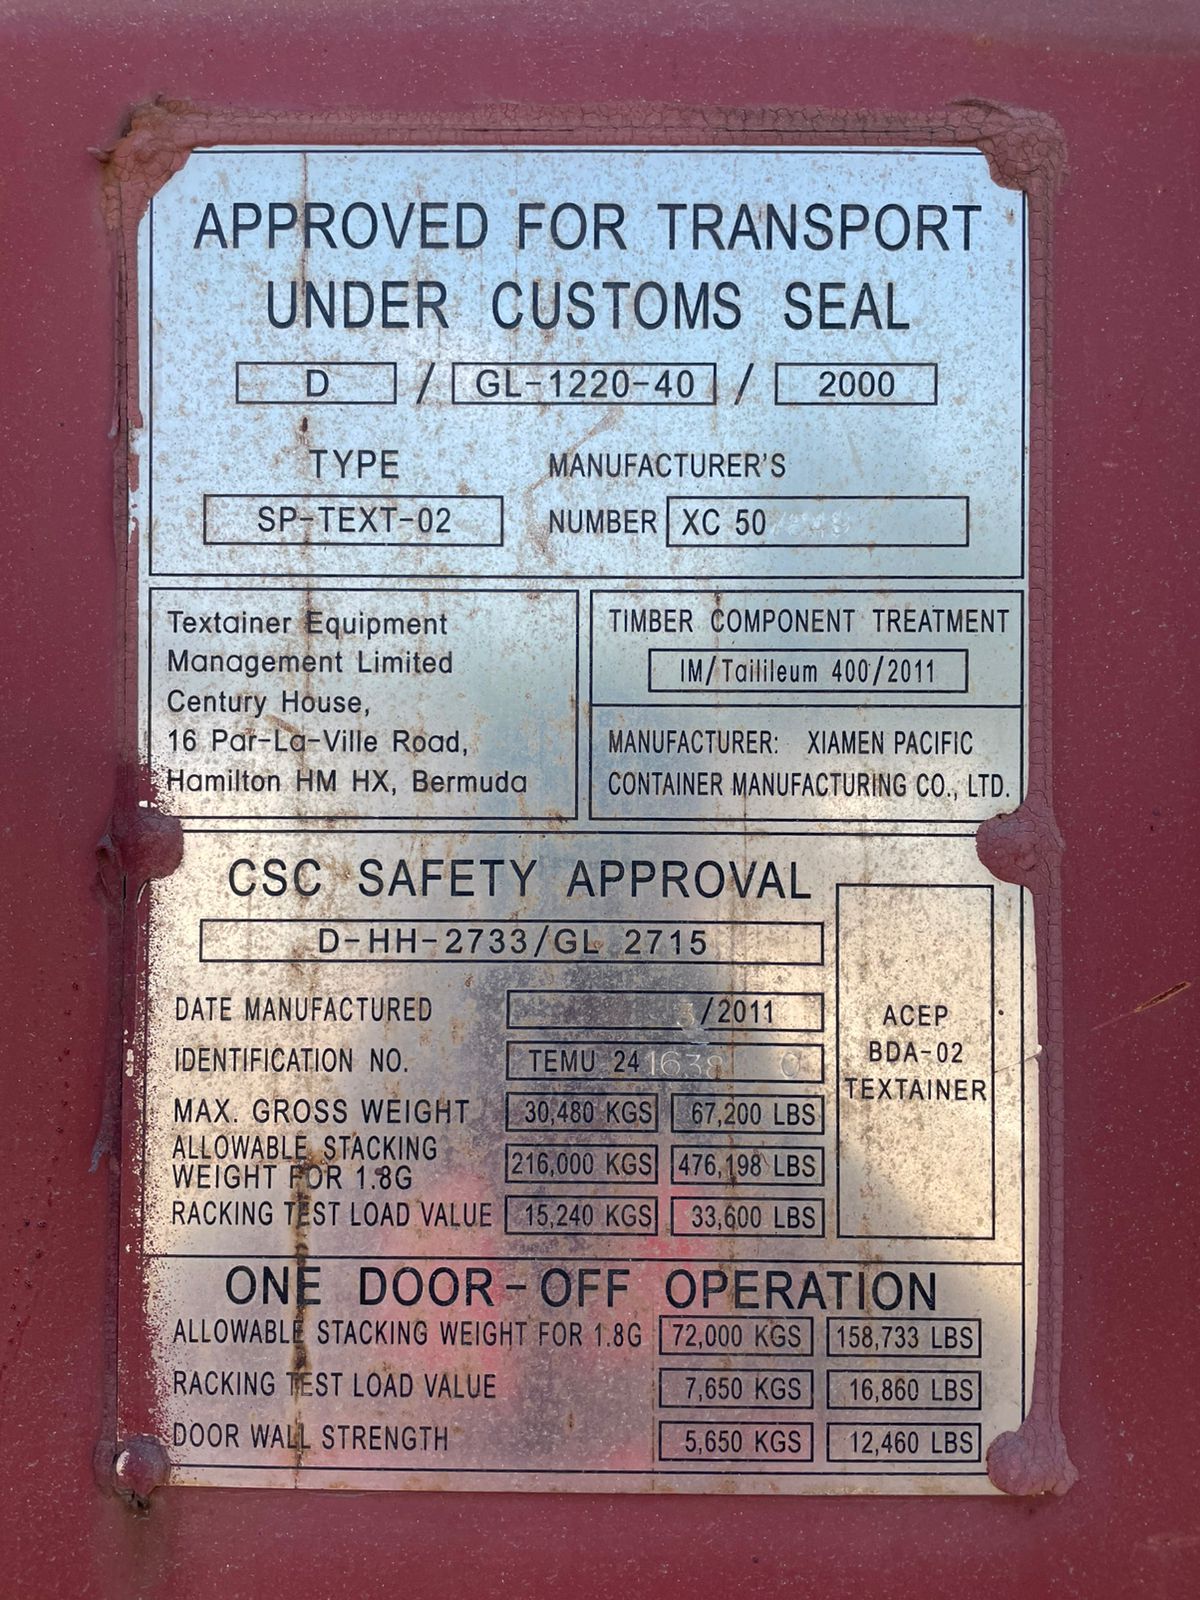 APPROVED FOR TRANSPORT
UNDER CUSTOMS SEAL
D / GL-1220-40 / 2000
TYPE
SP-TEXT-02
MANUFACTURER'S
NUMBER XC 50
Textainer Equipment
Management Limited
Century House,
16 Par-La-Ville Road,
Hamilton HM HX, Bermuda
TIMBER COMPONENT TREATMENT
IM/Tailileum 400/2011
MANUFACTURER: XIAMEN PACIFIC
CONTAINER MANUFACTURING CO., LTD.
CSC SAFETY APPROVAL
D-HH-2733/GL 2715
DATE MANUFACTURED 3/2011
IDENTIFICATION NO. TEMU 241638 0
MAX. GROSS WEIGHT 30,480 KGS 67,200 LBS
ALLOWABLE STACKING
WEIGHT FOR 1.8G 216,000 KGS 476,198 LBS
RACKING TEST LOAD VALUE 15,240 KGS 33,600 LBS
ACEP
BDA-02
TEXTAINER
ONE DOOR-OFF OPERATION
ALLOWABLE STACKING WEIGHT FOR 1.8G 72,000 KGS 158,733 LBS
RACKING TEST LOAD VALUE 7,650 KGS 16,860 LBS
DOOR WALL STRENGTH 5,650 KGS 12,460 LBS